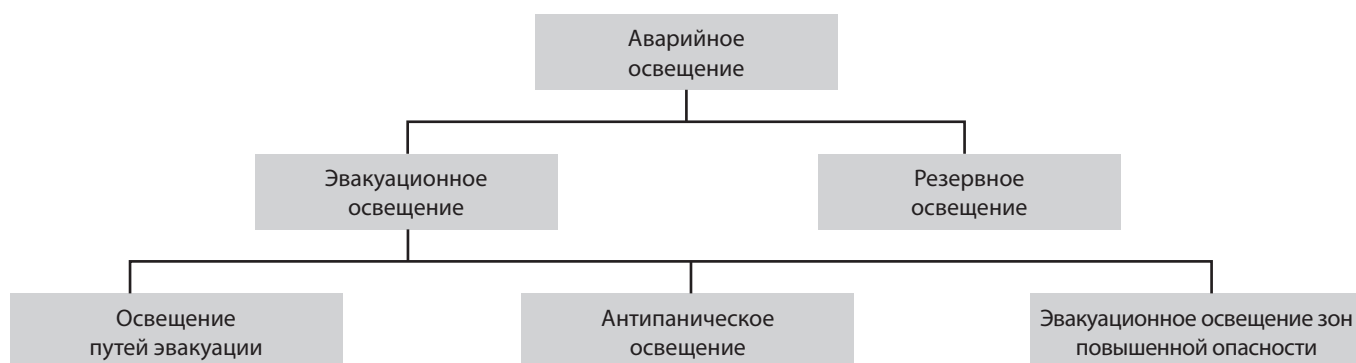 Аварийное
освещение
Эвакуационное
освещение
Резервное
освещение
Освещение
путей эвакуации
Антипаническое
освещение
Эвакуационное освещение зон
повышенной опасности